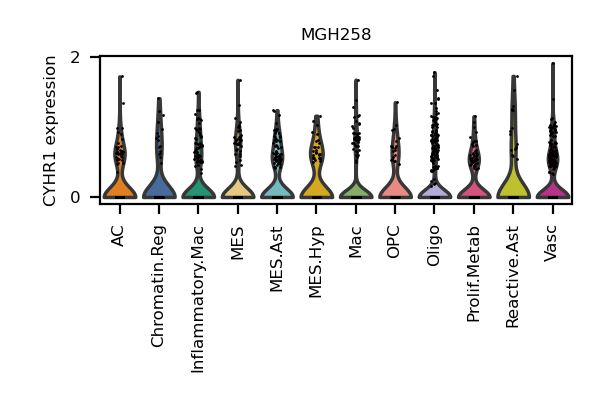 MGH258
CYHR1 expression
2
0
AC
Chromatin.Reg
Inflammatory.Mac
MES
MES.Ast
MES.Hyp
Mac
OPC
Oligo
Prolif.Metab
Reactive.Ast
Vasc